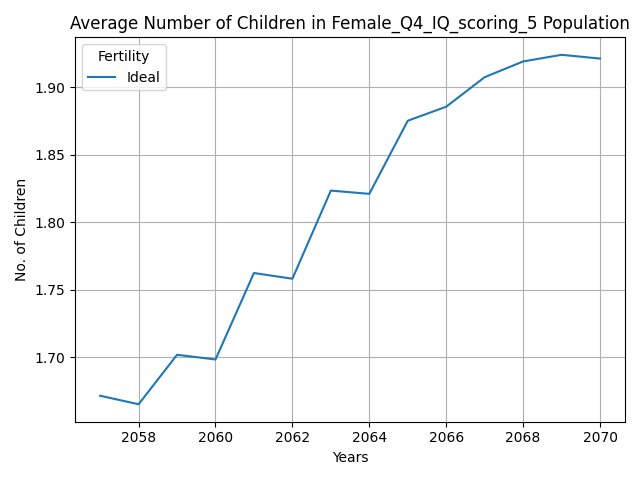 Average Number of Children in Female_Q4_IQ_scoring_5 Population
Fertility
Ideal
No. of Children
1.90
1.85
1.80
1.75
1.70
2058 2060 2062 2064 2066 2068 2070
Years